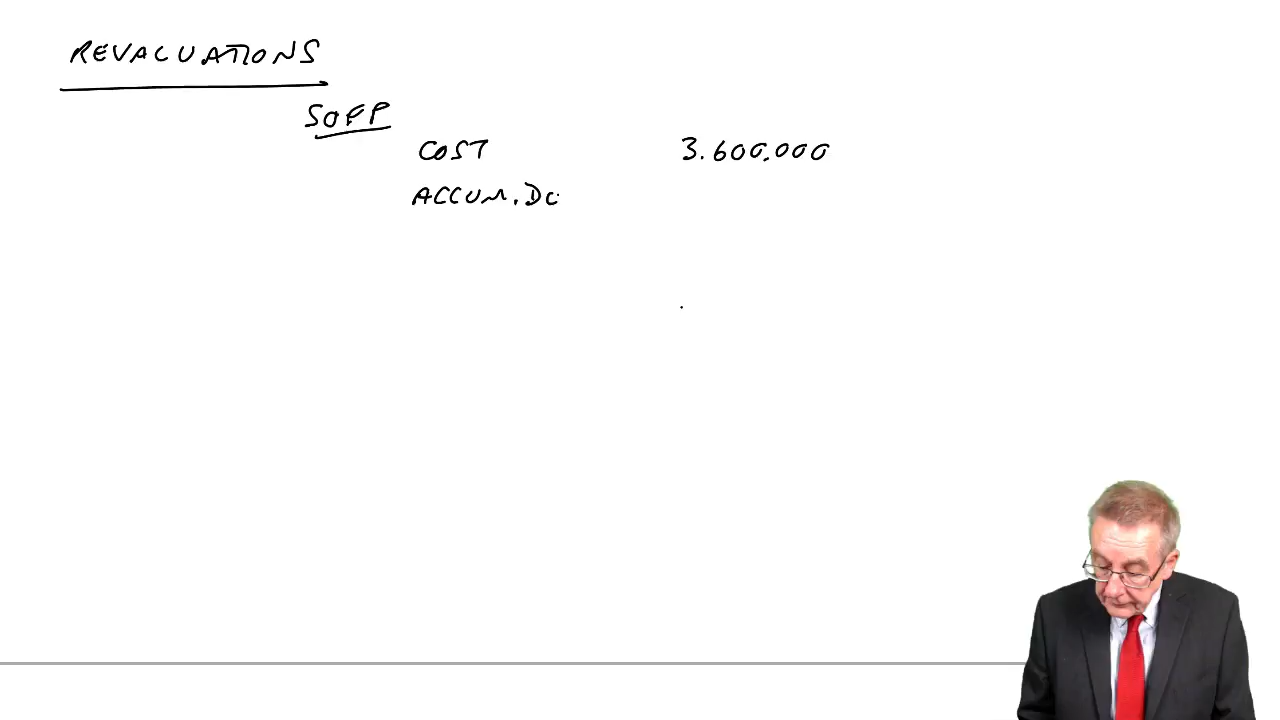 REVALUATIONS
SOFP
COST 3.600.000
ACCUM. De